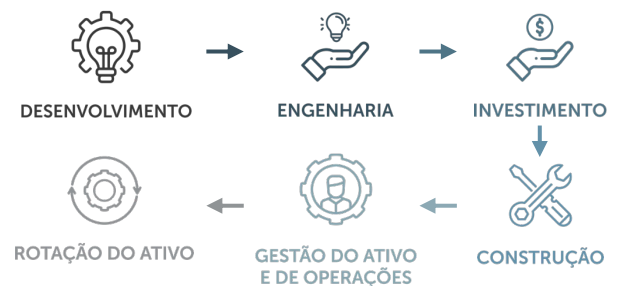 DESENVOLVIMENTO
ENGENHARIA
INVESTIMENTO
CONSTRUÇÃO
GESTÃO DO ATIVO
E DE OPERAÇÕES
ROTAÇÃO DO ATIVO